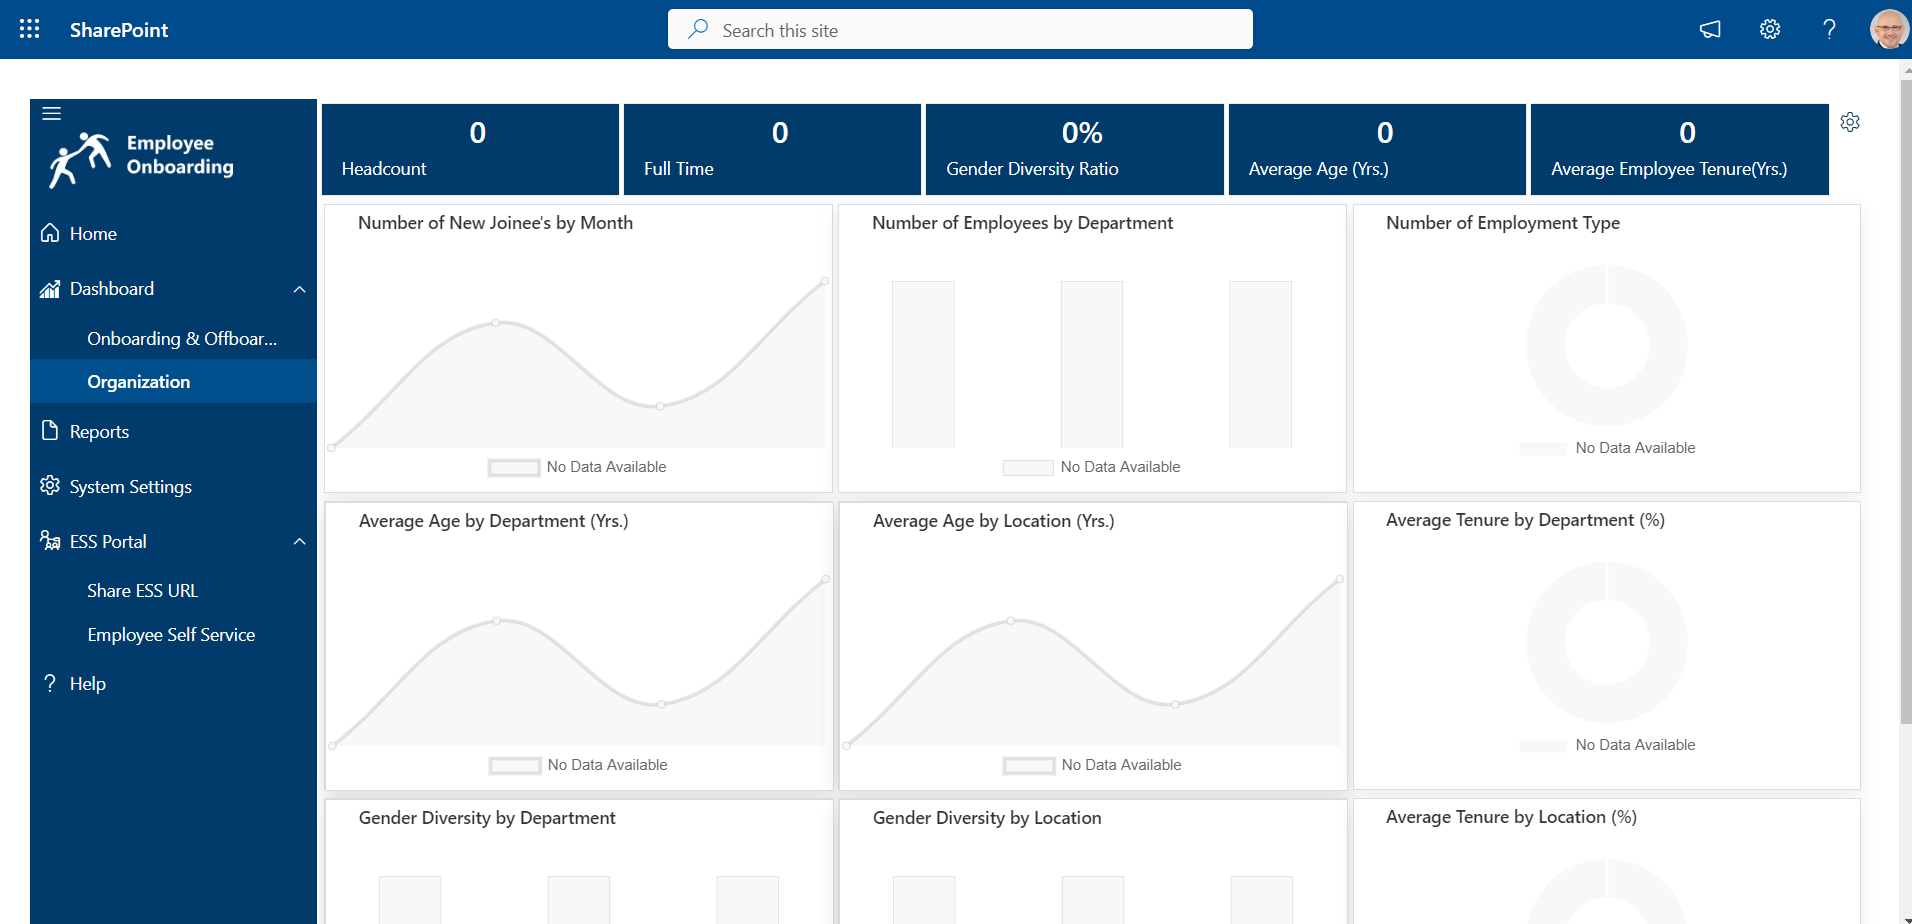 SharePoint
Search this site
?
Employee
Onboarding
Home
Dashboard
Onboarding & Offboar...
Organization
Reports
System Settings
ESS Portal
Share ESS URL
Employee Self Service
? Help
0
Headcount
0
Full Time
0%
Gender Diversity Ratio
0
Average Age (Yrs.)
0
Average Employee Tenure(Yrs.)
Number of New Joinee's by Month
No Data Available
Number of Employees by Department
No Data Available
Number of Employment Type
No Data Available
Average Age by Department (Yrs.)
No Data Available
Average Age by Location (Yrs.)
No Data Available
Average Tenure by Department (%)
No Data Available
Gender Diversity by Department
Gender Diversity by Location
Average Tenure by Location (%)